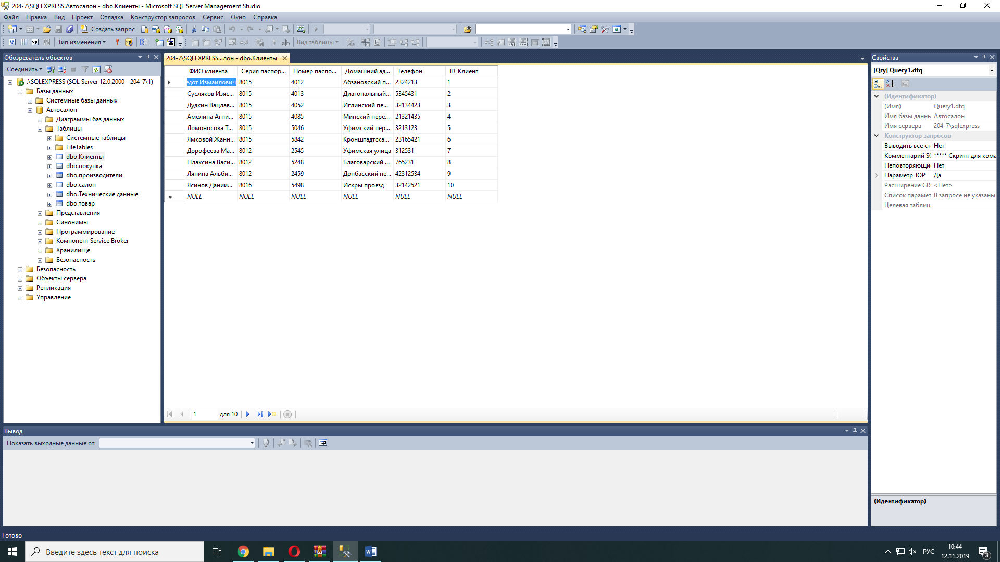 204-7\SQLEXPRESS.Автосалон - dbo.Клиенты - Microsoft SQL Server Management Studio
Файл Правка Вид Проект Отладка Конструктор запросов Сервис Окно Справка
Создать запрос
Тип изменения Вид таблицы
Обозреватель объектов
Соединить
.\SQLEXPRESS (SQL Server 12.0.2000 - 204-7\1)
Базы данных
Системные базы данных
Автосалон
Диаграммы баз данных
Таблицы
Системные таблицы
FileTables
dbo.Клиенты
dbo.покупка
dbo.производители
dbo.салон
dbo.Технические данные
dbo.товар
Представления
Синонимы
Программирование
Компонент Service Broker
Хранилище
Безопасность
Безопасность
Объекты сервера
Репликация
Управление
204-7\SQLEXPRESS...лон - dbo.Клиенты
ФИО клиента Серия паспор... Номер паспо... Домашний ад... Телефон ID_Клиент
едот Измаилович 8015 4012 Абзановский п... 2324213 1
Сусляков Изяс... 8015 4013 Диагональный... 5345431 2
Дудкин Вацлав... 8015 4052 Иглинский пе... 32134423 3
Амелина Агни... 8015 4085 Минский пере... 21321435 4
Ломоносова Т... 8015 5046 Уфимский пер... 3213123 5
Ямковой Жанн... 8015 5842 Кронштадтска... 23165421 6
Дорофеева Ма... 8012 2545 Уфимская улица 312531 7
Плаксина Васи... 8012 5248 Благоварский ... 765231 8
Ляпина Альби... 8012 2459 Донбасский пе... 42312534 9
Ясинов Дании... 8016 5498 Искры проезд 32142521 10
NULL NULL NULL NULL NULL NULL
1 для 10
Свойства
[Qry] Query1.dtq
(Идентификатор)
(Имя) Query1.dtq
Имя базы данн Автосалон
Имя сервера 204-7\sqlexpress
Конструктор запросов
Выводить все сто Нет
Комментарий SQ ***** Скрипт для кома
Неповторяющие Нет
Параметр TOP Да
Расширение GRO <Нет>
Список парамет В запросе не указаны
Целевая таблица
(Идентификатор)
Вывод
Показать выходные данные от:
Готово
Введите здесь текст для поиска
РУС
10:44
12.11.2019
3